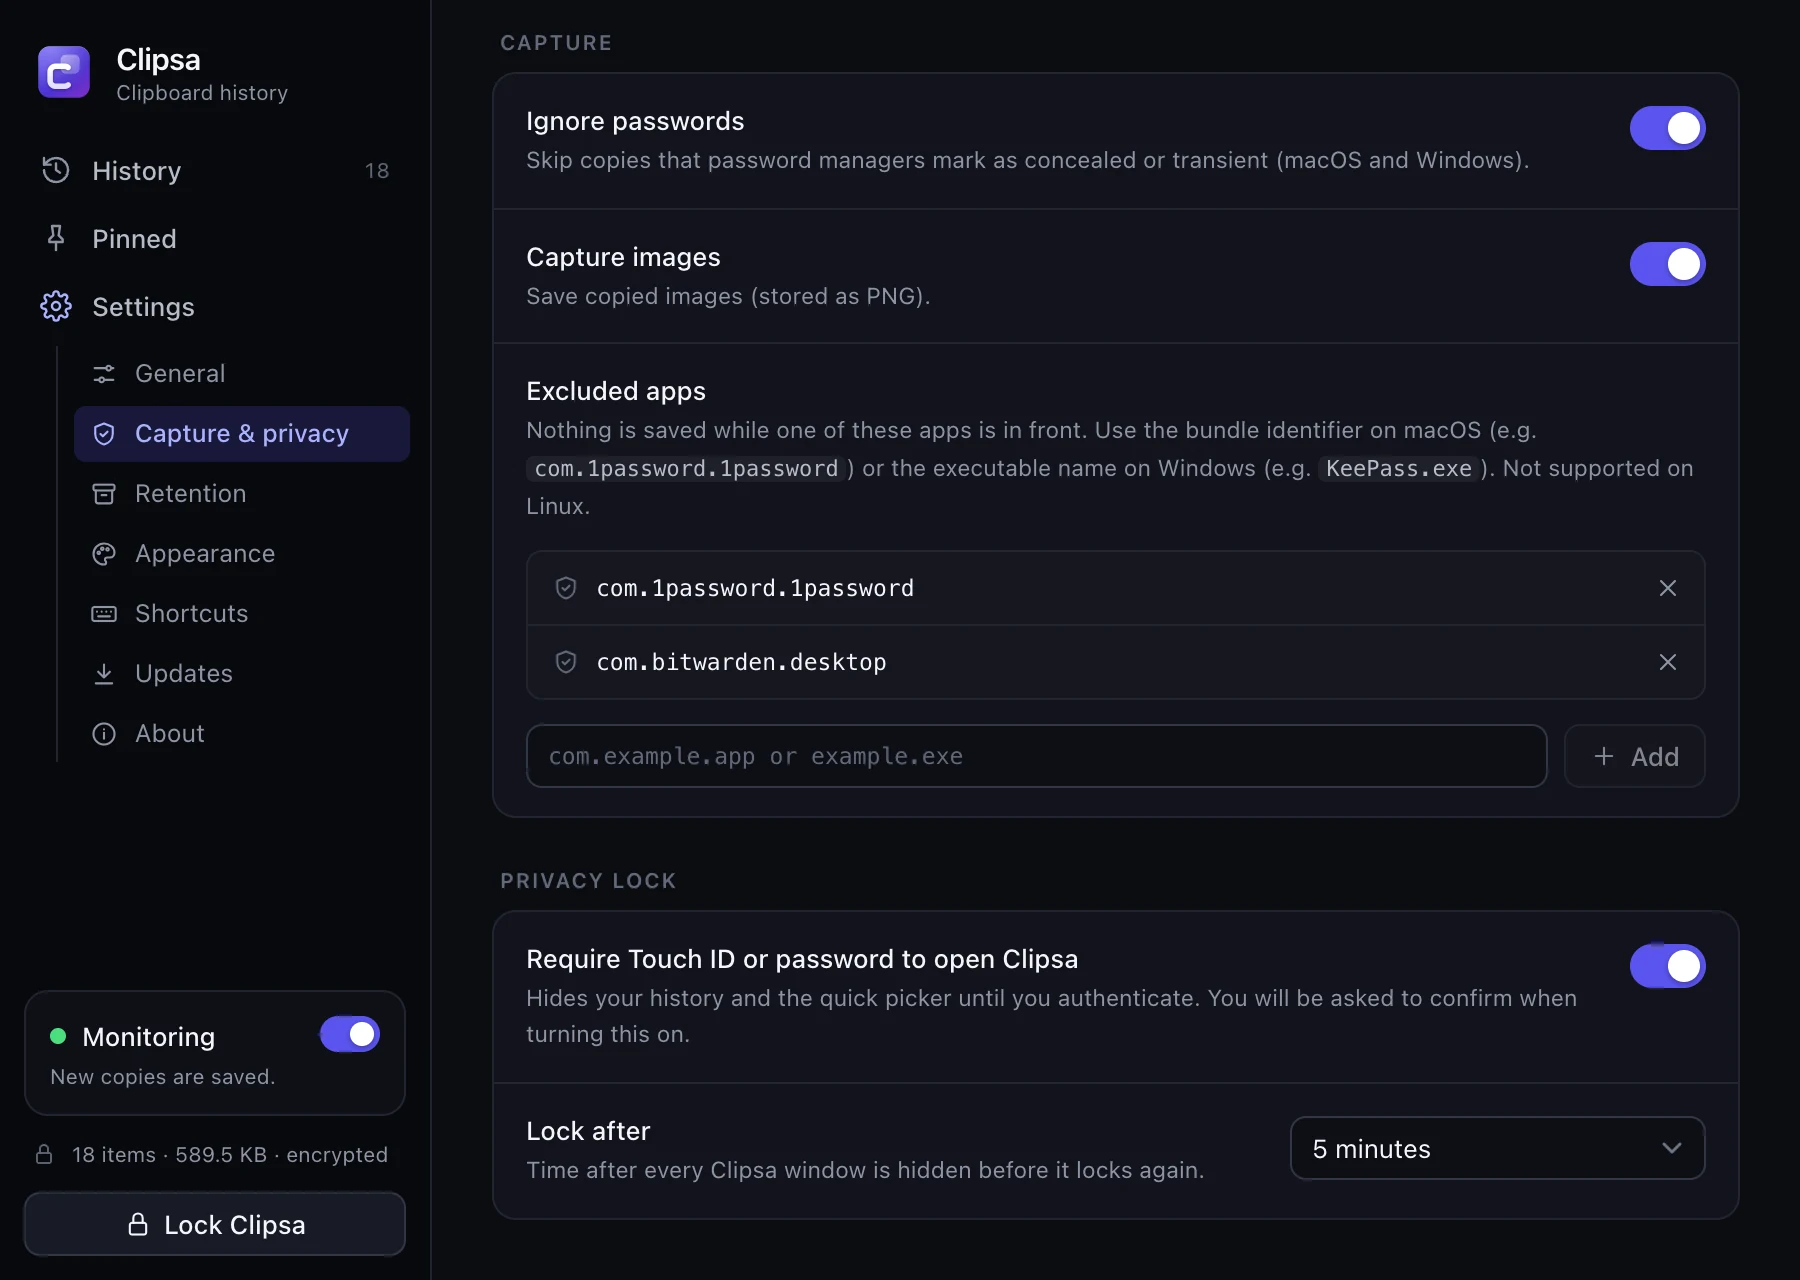 Clipsa
Clipboard history
History 18
Pinned
Settings
General
Capture & privacy
Retention
Appearance
Shortcuts
Updates
About
Monitoring
New copies are saved.
18 items · 589.5 KB · encrypted
Lock Clipsa
CAPTURE
Ignore passwords
Skip copies that password managers mark as concealed or transient (macOS and Windows).
Capture images
Save copied images (stored as PNG).
Excluded apps
Nothing is saved while one of these apps is in front. Use the bundle identifier on macOS (e.g.
com.1password.1password) or the executable name on Windows (e.g. KeePass.exe). Not supported on
Linux.
com.1password.1password
com.bitwarden.desktop
com.example.app or example.exe
+ Add
PRIVACY LOCK
Require Touch ID or password to open Clipsa
Hides your history and the quick picker until you authenticate. You will be asked to confirm when
turning this on.
Lock after
Time after every Clipsa window is hidden before it locks again.
5 minutes